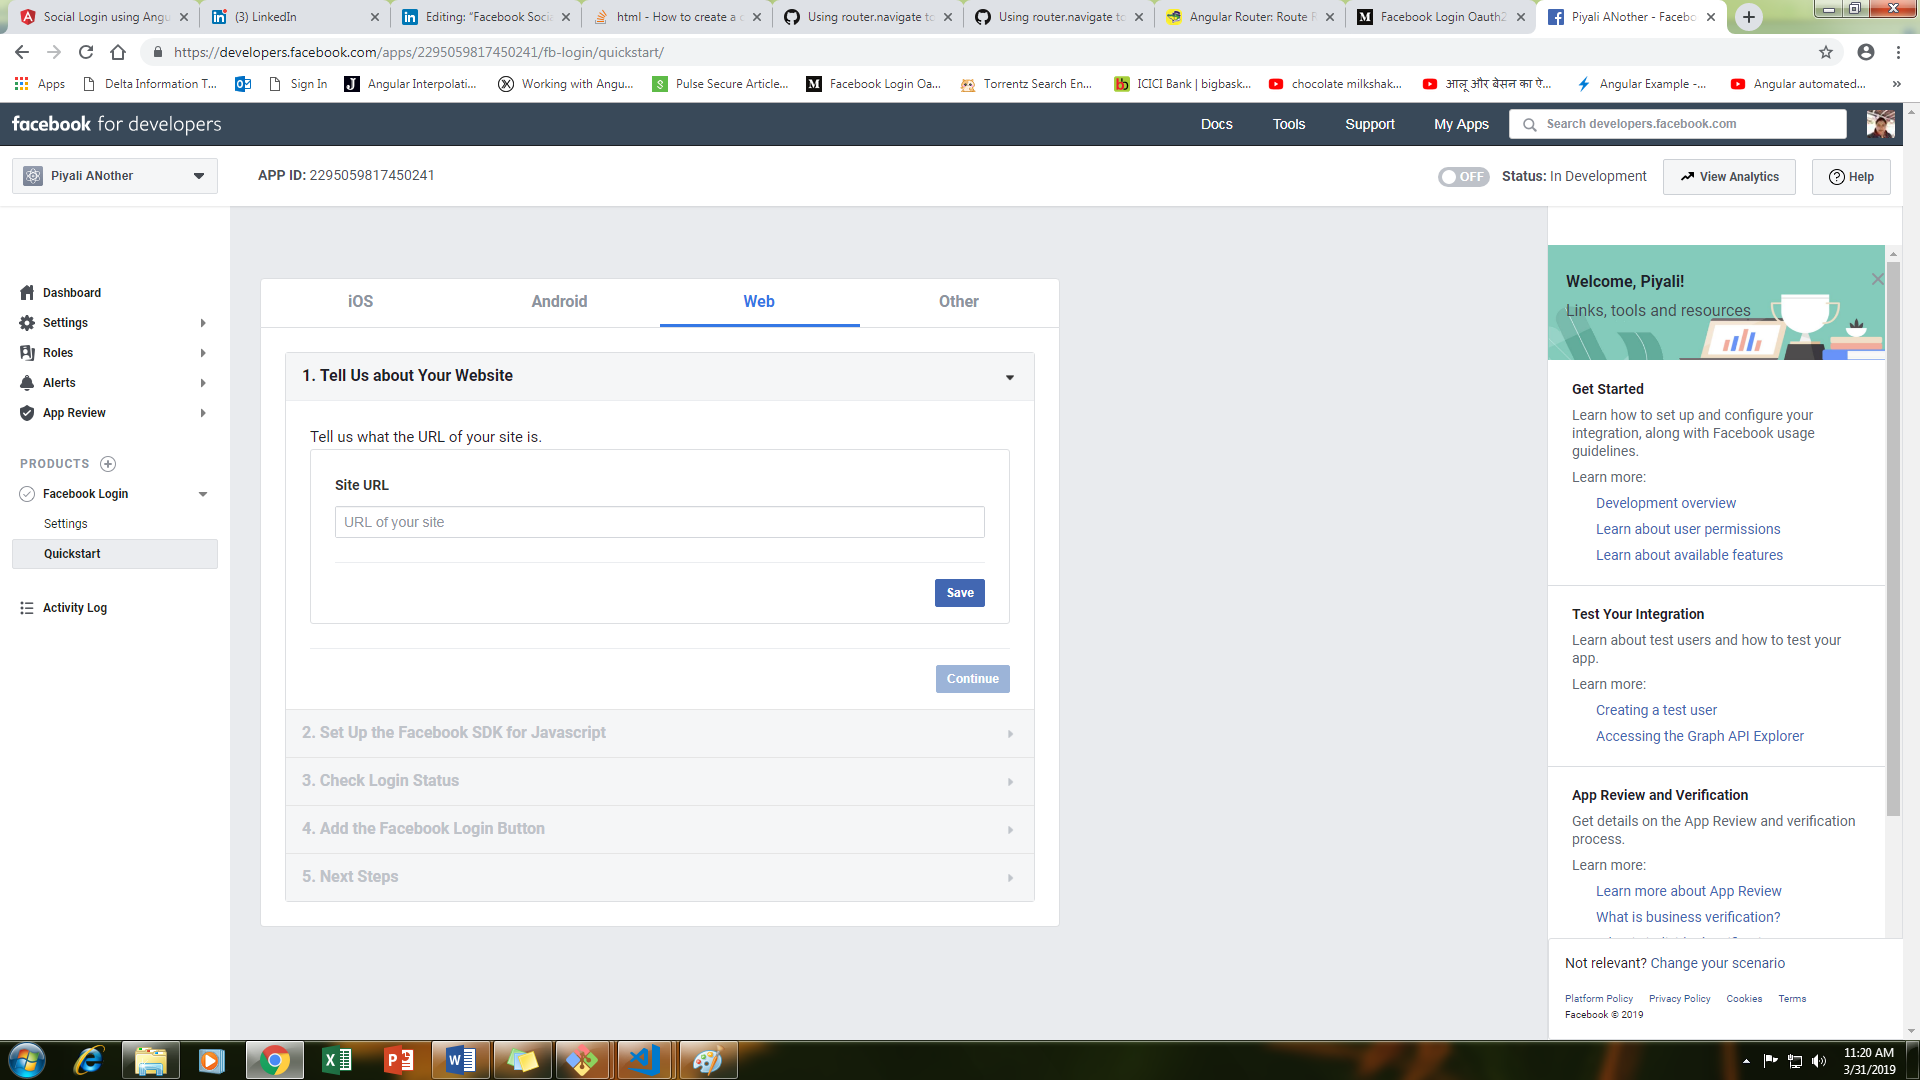 Social Login using Angu
(3) LinkedIn
Editing: "Facebook Socia
html - How to create a c
Using router.navigate to
Using router.navigate to
Angular Router: Route P
Facebook Login Oauth2
Piyali ANother - Facebo
https://developers.facebook.com/apps/2295059817450241/fb-login/quickstart/
Apps
Delta Information T...
Sign In
Angular Interpolati...
Working with Angu...
Pulse Secure Article...
Facebook Login Oa...
Torrentz Search En...
ICICI Bank | bigbask...
chocolate milkshak...
आलू और बेसन का ऐ...
Angular Example -...
Angular automated...
facebook for developers
Docs
Tools
Support
My Apps
Search developers.facebook.com
Piyali ANother
APP ID: 2295059817450241
OFF
Status: In Development
View Analytics
Help
Dashboard
Settings
Roles
Alerts
App Review
PRODUCTS
Facebook Login
Settings
Quickstart
Activity Log
iOS
Android
Web
Other
1. Tell Us about Your Website
Tell us what the URL of your site is.
Site URL
URL of your site
Save
Continue
2. Set Up the Facebook SDK for Javascript
3. Check Login Status
4. Add the Facebook Login Button
5. Next Steps
Welcome, Piyali!
Links, tools and resources
Get Started
Learn how to set up and configure your
integration, along with Facebook usage
guidelines.
Learn more:
Development overview
Learn about user permissions
Learn about available features
Test Your Integration
Learn about test users and how to test your
app.
Learn more:
Creating a test user
Accessing the Graph API Explorer
App Review and Verification
Get details on the App Review and verification
process.
Learn more:
Learn more about App Review
What is business verification?
Not relevant? Change your scenario
Platform Policy
Privacy Policy
Cookies
Terms
Facebook © 2019
11:20 AM
3/31/2019